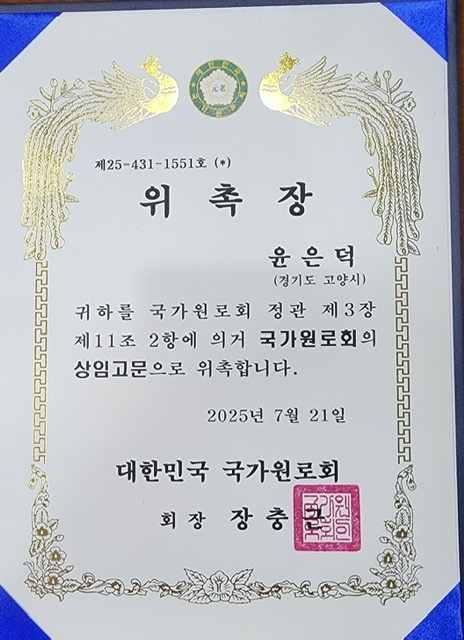 元老
제25-431-1551호 (*)
위 촉 장
윤 은 덕
(경기도 고양시)
귀하를 국가원로회 정관 제3장
제11조 2항에 의거 국가원로회의
상임고문으로 위촉합니다.
2025년 7월 21일
대한민국 국가원로회
회장 장충근